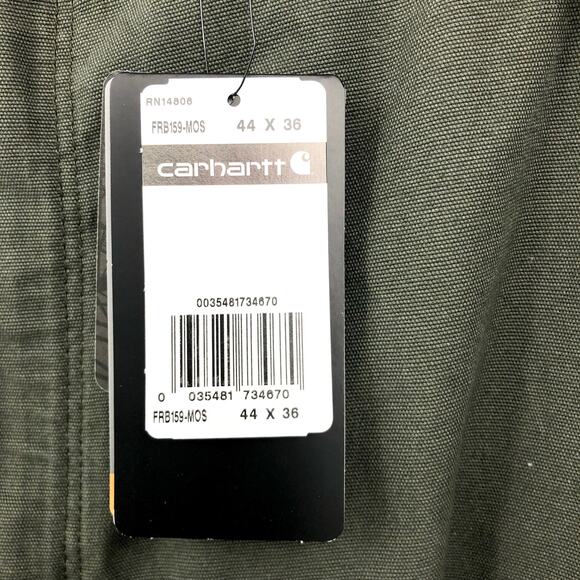 RN14806
FRB159-MOS 44 X 36
carhartt
0035481734670
0 035481 734670
FRB159-MOS 44 X 36